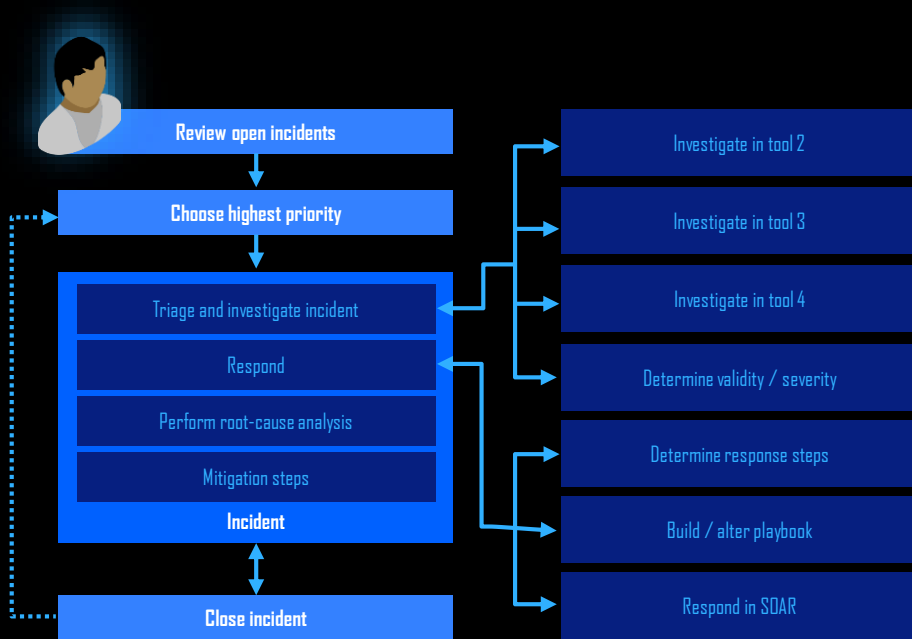 Review open incidents
Choose highest priority
Triage and investigate incident
Respond
Perform root-cause analysis
Mitigation steps
Incident
Close incident
Investigate in tool 2
Investigate in tool 3
Investigate in tool 4
Determine validity / severity
Determine response steps
Build / alter playbook
Respond in SOAR